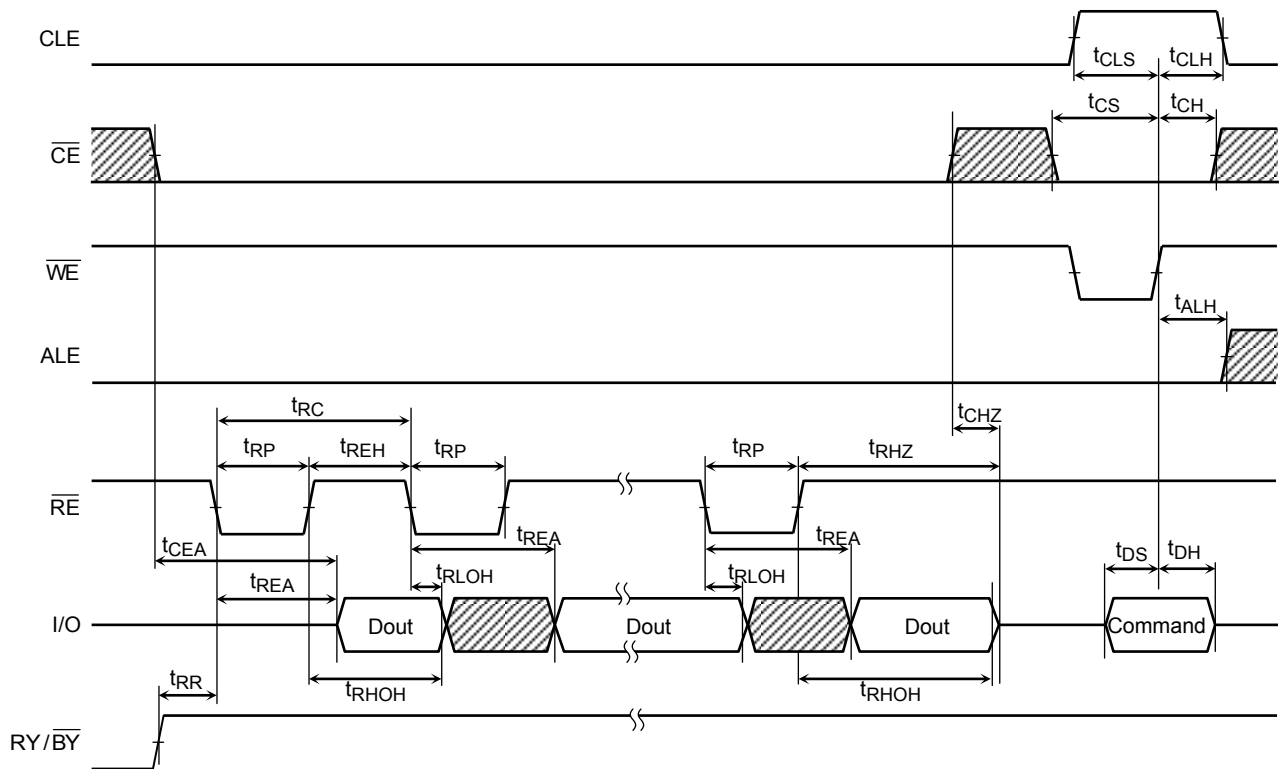 CLE
tCLS tCLH
tCS tCH
CE
WE
tALH
ALE
tRC
tCHZ
tRP tREH tRP tRP tRHZ
RE
tCEA tREA tREA tDS tDH
tREA tRLOH tRLOH
I/O Dout Dout Dout Command
tRR tRHOH tRHOH
RY/BY